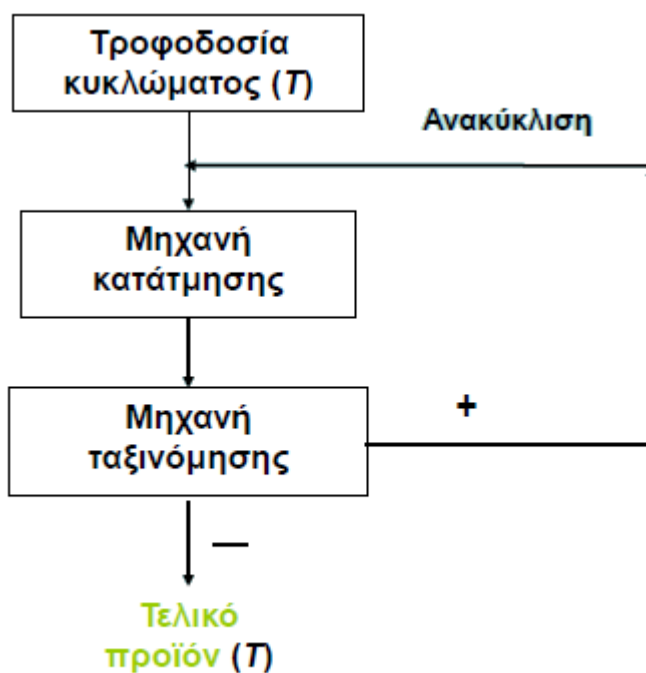 Τροφοδοσία
κυκλώματος (T)
Ανακύκλιση
Μηχανή
κατάτμησης
Μηχανή
ταξινόμησης
+
—
Τελικό
προϊόν (T)